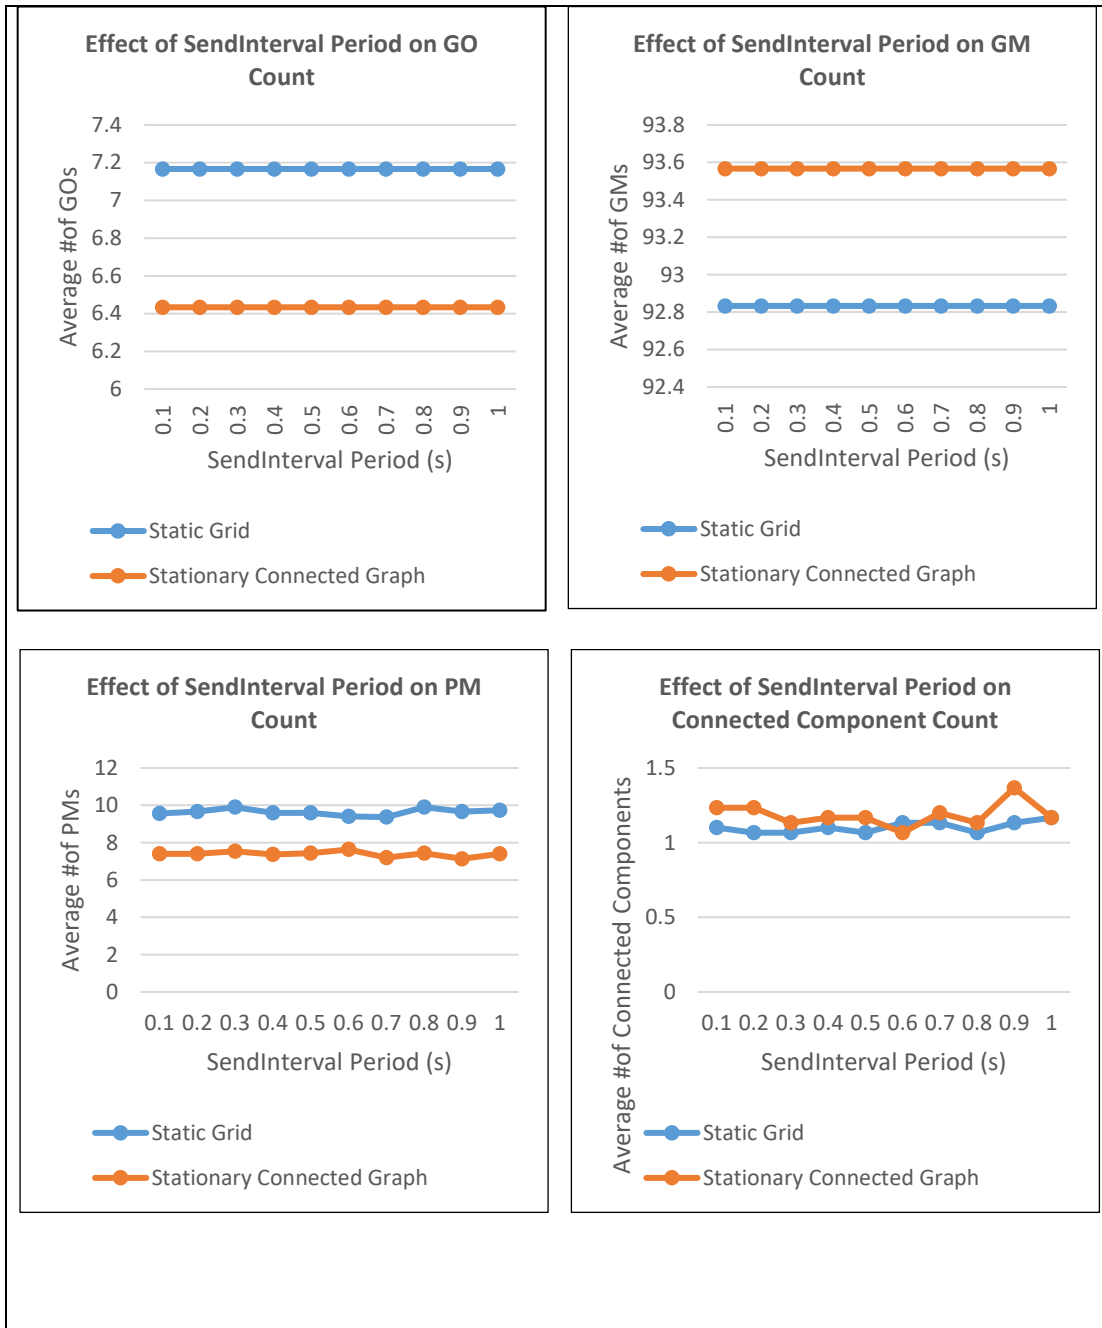 Effect of SendInterval Period on GO
Count
Average #of GOs
7.4
7.2
7
6.8
6.6
6.4
6.2
6
0.1 0.2 0.3 0.4 0.5 0.6 0.7 0.8 0.9 1
SendInterval Period (s)
Static Grid
Stationary Connected Graph
Effect of SendInterval Period on GM
Count
Average #of GMs
93.8
93.6
93.4
93.2
93
92.8
92.6
92.4
0.1 0.2 0.3 0.4 0.5 0.6 0.7 0.8 0.9 1
SendInterval Period (s)
Static Grid
Stationary Connected Graph
Effect of SendInterval Period on PM
Count
Average #of PMs
12
10
8
6
4
2
0
0.1 0.2 0.3 0.4 0.5 0.6 0.7 0.8 0.9 1
SendInterval Period (s)
Static Grid
Stationary Connected Graph
Effect of SendInterval Period on
Connected Component Count
Average #of Connected Components
1.5
1
0.5
0
0.1 0.2 0.3 0.4 0.5 0.6 0.7 0.8 0.9 1
SendInterval Period (s)
Static Grid
Stationary Connected Graph